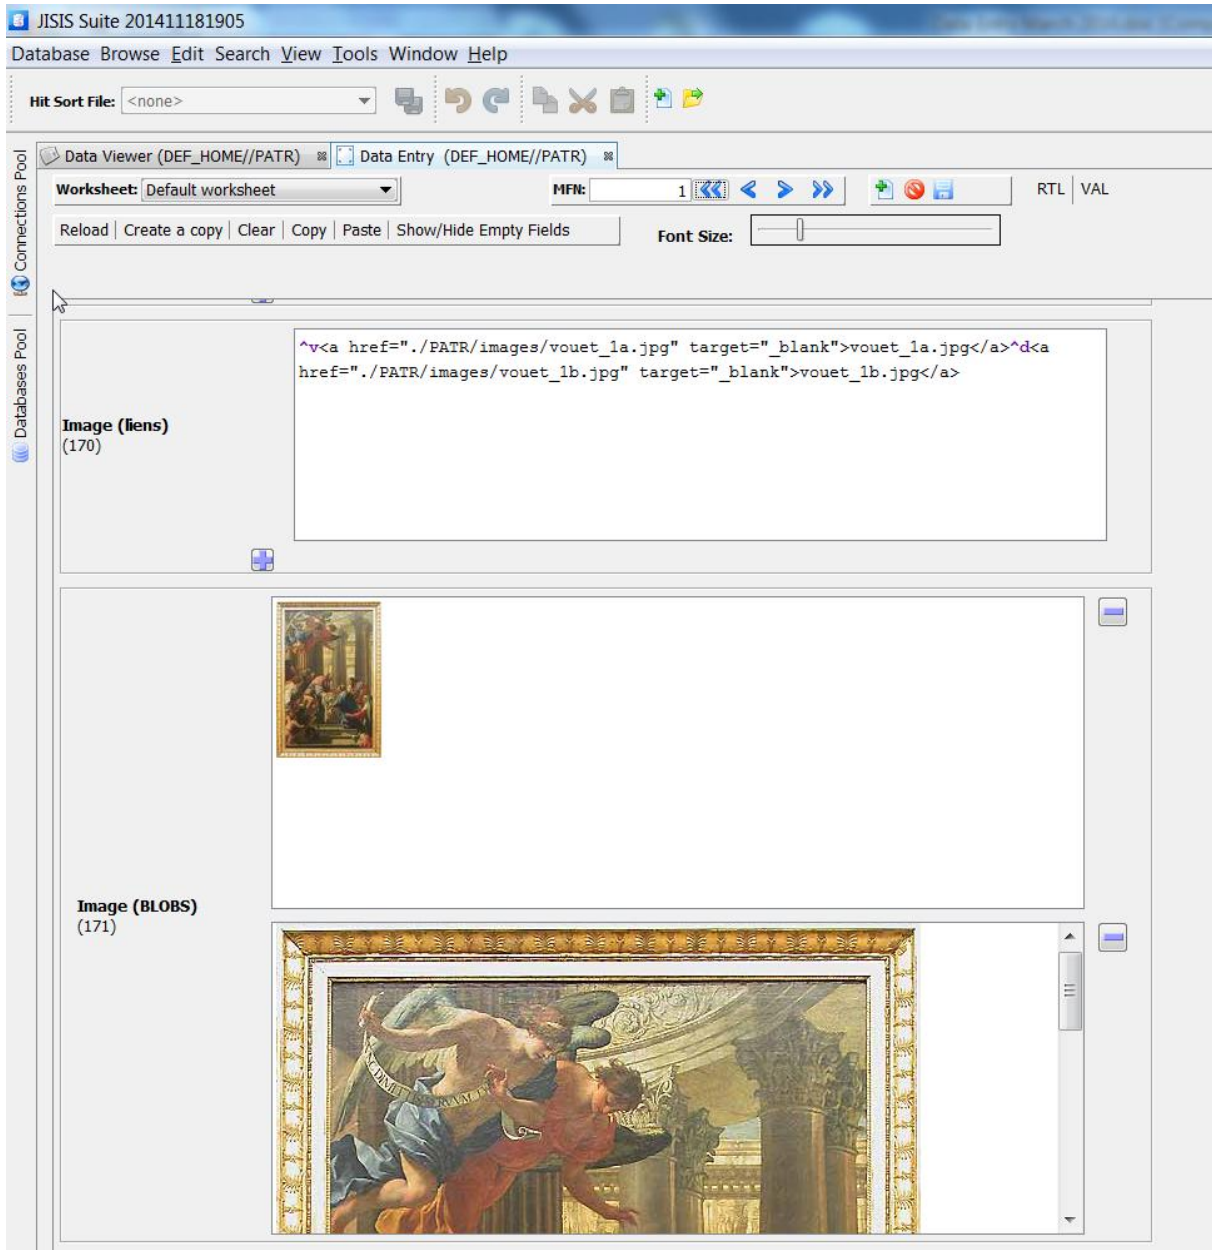 JISIS Suite 201411181905
Database Browse Edit Search View Tools Window Help
Hit Sort File: <none>
Connections Pool
Databases Pool
Data Viewer (DEF_HOME//PATR) Data Entry (DEF_HOME//PATR)
Worksheet: Default worksheet MFN: 1 RTL VAL
Reload Create a copy Clear Copy Paste Show/Hide Empty Fields Font Size:
^v<a href="./PATR/images/vouet_1a.jpg" target="_blank">vouet_1a.jpg</a>^d<a
href="./PATR/images/vouet_1b.jpg" target="_blank">vouet_1b.jpg</a>
Image (liens)
(170)
Image (BLOBS)
(171)